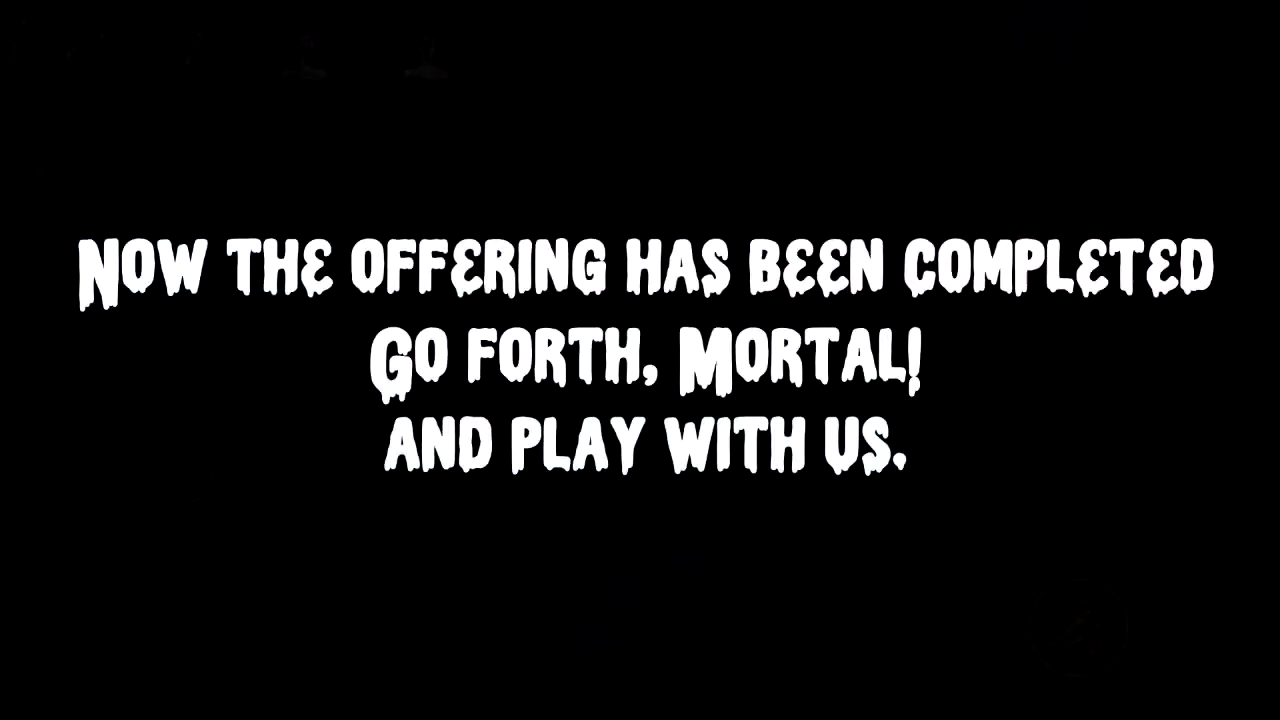 Now the offering has been completed
Go forth, Mortal!
and play with us.